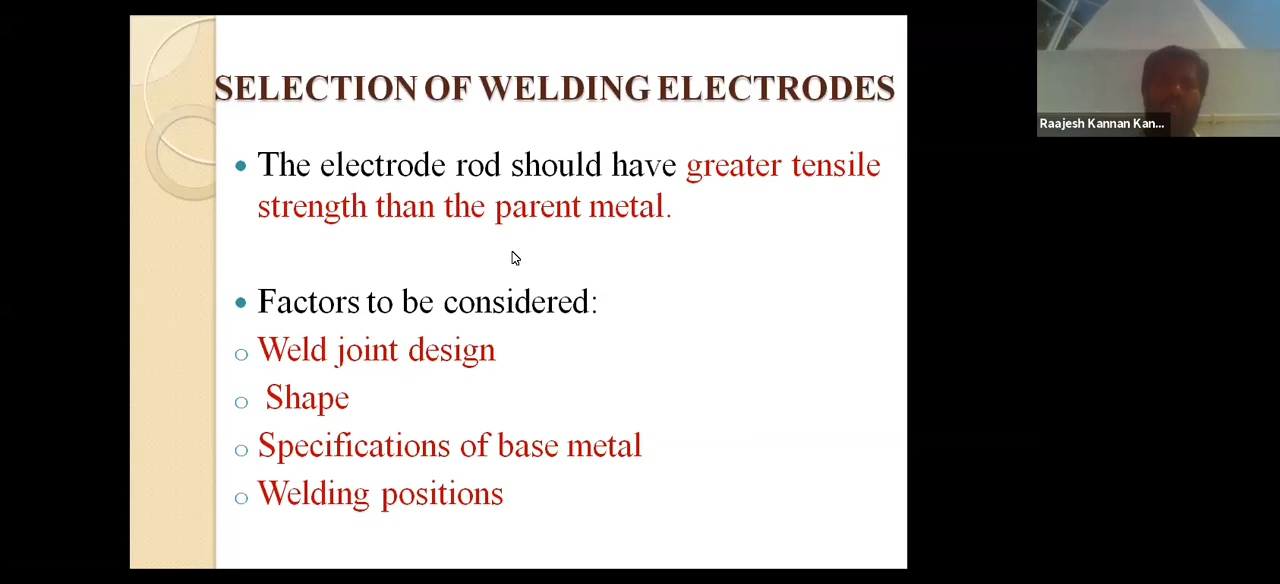 SELECTION OF WELDING ELECTRODES
The electrode rod should have greater tensile
strength than the parent metal.
Factors to be considered:
Weld joint design
Shape
Specifications of base metal
Welding positions
Raajesh Kannan Kan...